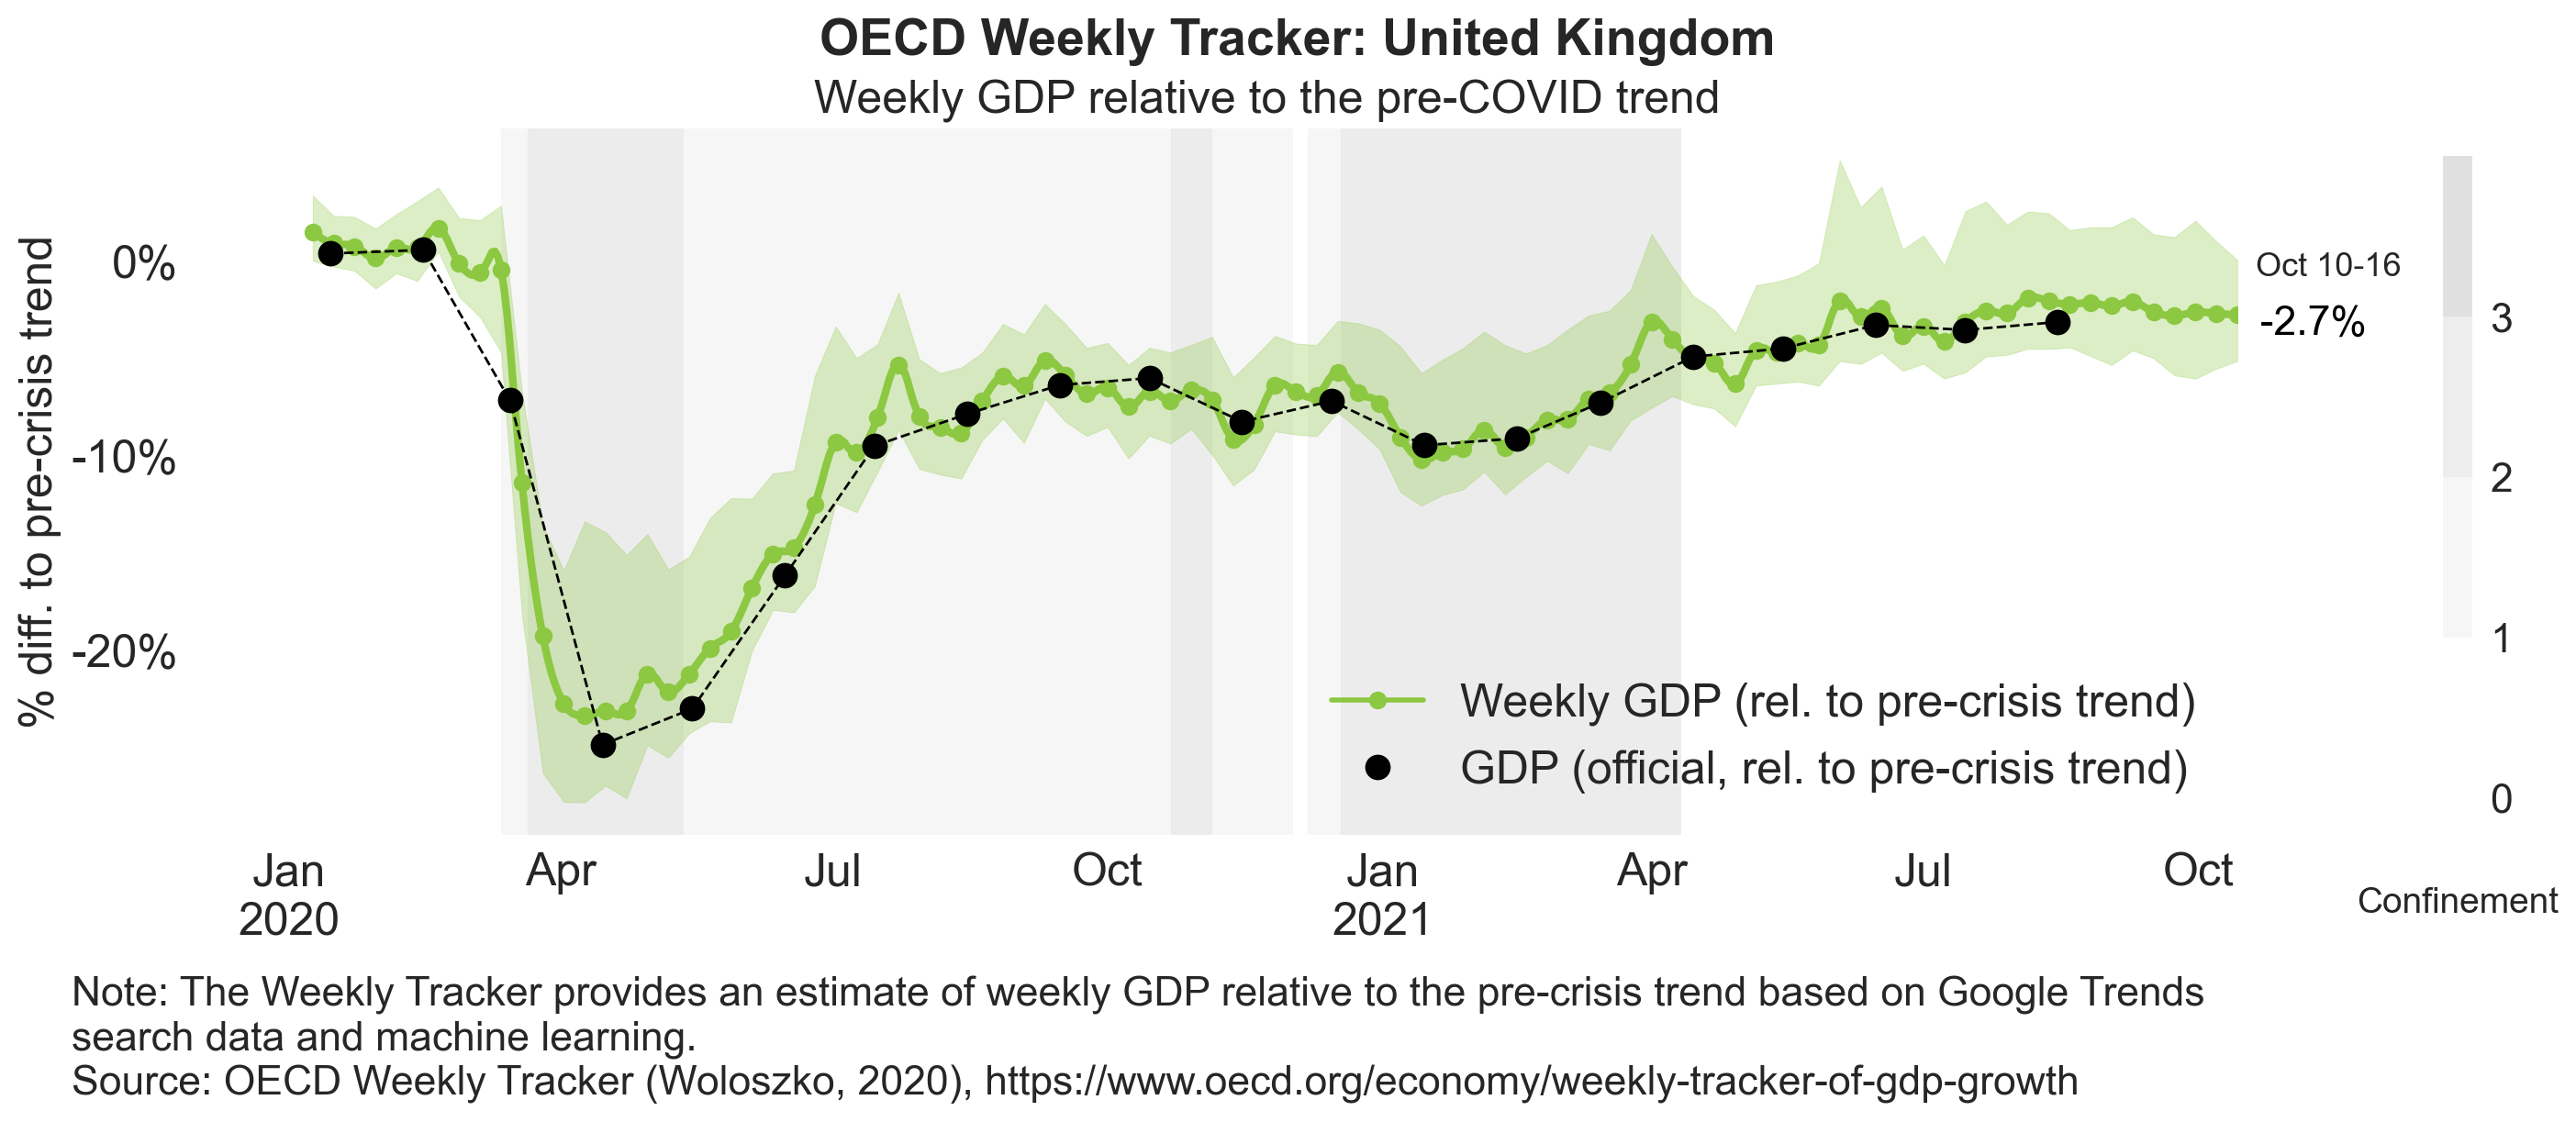 OECD Weekly Tracker: United Kingdom
Weekly GDP relative to the pre-COVID trend
% diff. to pre-crisis trend
0%
-10%
-20%
Oct 10-16
-2.7%
3
2
1
0
Confinement
Weekly GDP (rel. to pre-crisis trend)
GDP (official, rel. to pre-crisis trend)
Jan Apr Jul Oct Jan Apr Jul Oct
2020 2021
Note: The Weekly Tracker provides an estimate of weekly GDP relative to the pre-crisis trend based on Google Trends
search data and machine learning.
Source: OECD Weekly Tracker (Woloszko, 2020), https://www.oecd.org/economy/weekly-tracker-of-gdp-growth